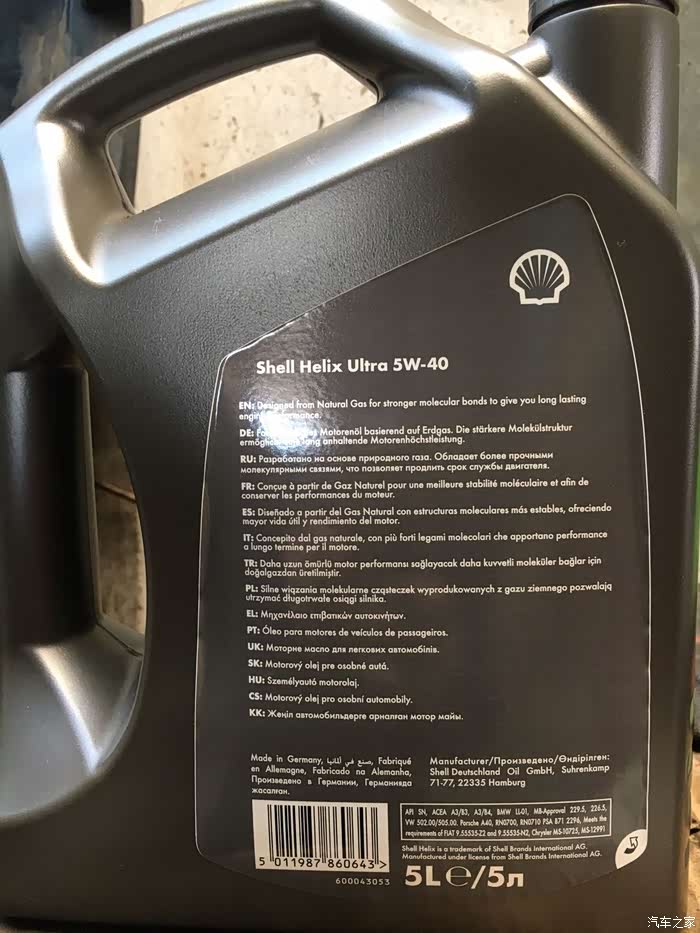 Shell Helix Ultra 5W-40
EN: Designed from Natural Gas for stronger molecular bonds to give you long lasting
engine performance.
DE: Motorenöl basierend auf Erdgas. Die stärkere Molekülstruktur
lang anhaltende Motorenhöchstleistung.
RU: Разработано на основе природного газа. Обладает более прочными
молекулярными связями, что позволяет продлить срок службы двигателя.
FR: Conçue à partir de Gaz Naturel pour une meilleure stabilité moléculaire et afin de
conserver les performances du moteur.
ES: Diseñado a partir del Gas Natural con estructuras moleculares más estables, ofreciendo
mayor vida útil y rendimiento del motor.
IT: Concepito dal gas naturale, con più forti legami molecolari che apportano performance
a lungo termine per il motore.
TR: Daha uzun ömürlü motor performansı sağlayacak daha kuvvetli moleküler bağlar için
doğalgazdan üretilmiştir.
PL: Silne wiązania molekularne cząsteczek wyprodukowanych z gazu ziemnego pozwalają
utrzymać długotrwałe osiągi silnika.
EL: Μηχανέλαιο επιβατικών αυτοκινήτων.
PT: Óleo para motores de veículos de passageiros.
UK: Моторне масло для легкових автомобілів.
SK: Motorový olej pre osobné autá.
HU: Személyautó motorolaj.
CS: Motorový olej pro osobní automobily.
KK: Жеңіл автомобильдерге арналған мотор майы.
Made in Germany, صنع في ألمانيا, Fabriqué
en Allemagne, Fabricado na Alemanha,
Произведено в Германии, Германияда
жасалған.
Manufacturer/Произведено/Өндірілген:
Shell Deutschland Oil GmbH, Suhrenkamp
71-77, 22335 Hamburg
API SN, ACEA A3/B3, A3/B4, BMW LL-01, MB-Approval 229.5, 226.5,
VW 502.00/505.00. Porsche A40, RN0700, RN0710 PSA B71 2296, Meets the
requirements of FIAT 9.55535-Z2 and 9.55535-N2, Chrysler MS-10725, MS-12991
Shell Helix is a trademark of Shell Brands International AG.
Manufactured under license from Shell Brands International AG.
5 011987 860643 >
600043053
5L e/5л
汽车之家